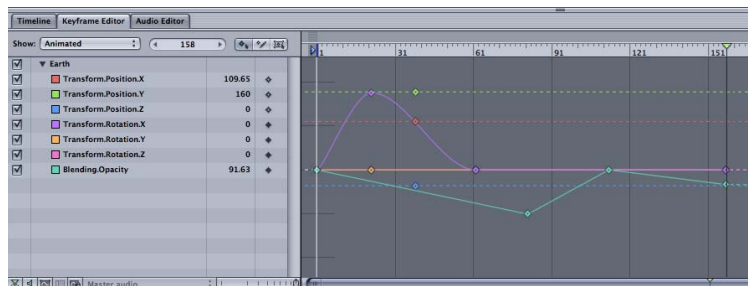 Timeline Keyframe Editor Audio Editor
Show: Animated 158
1 31 61 91 121 151
Earth
Transform.Position.X 109.65
Transform.Position.Y 160
Transform.Position.Z 0
Transform.Rotation.X 0
Transform.Rotation.Y 0
Transform.Rotation.Z 0
Blending.Opacity 91.63
Master audio